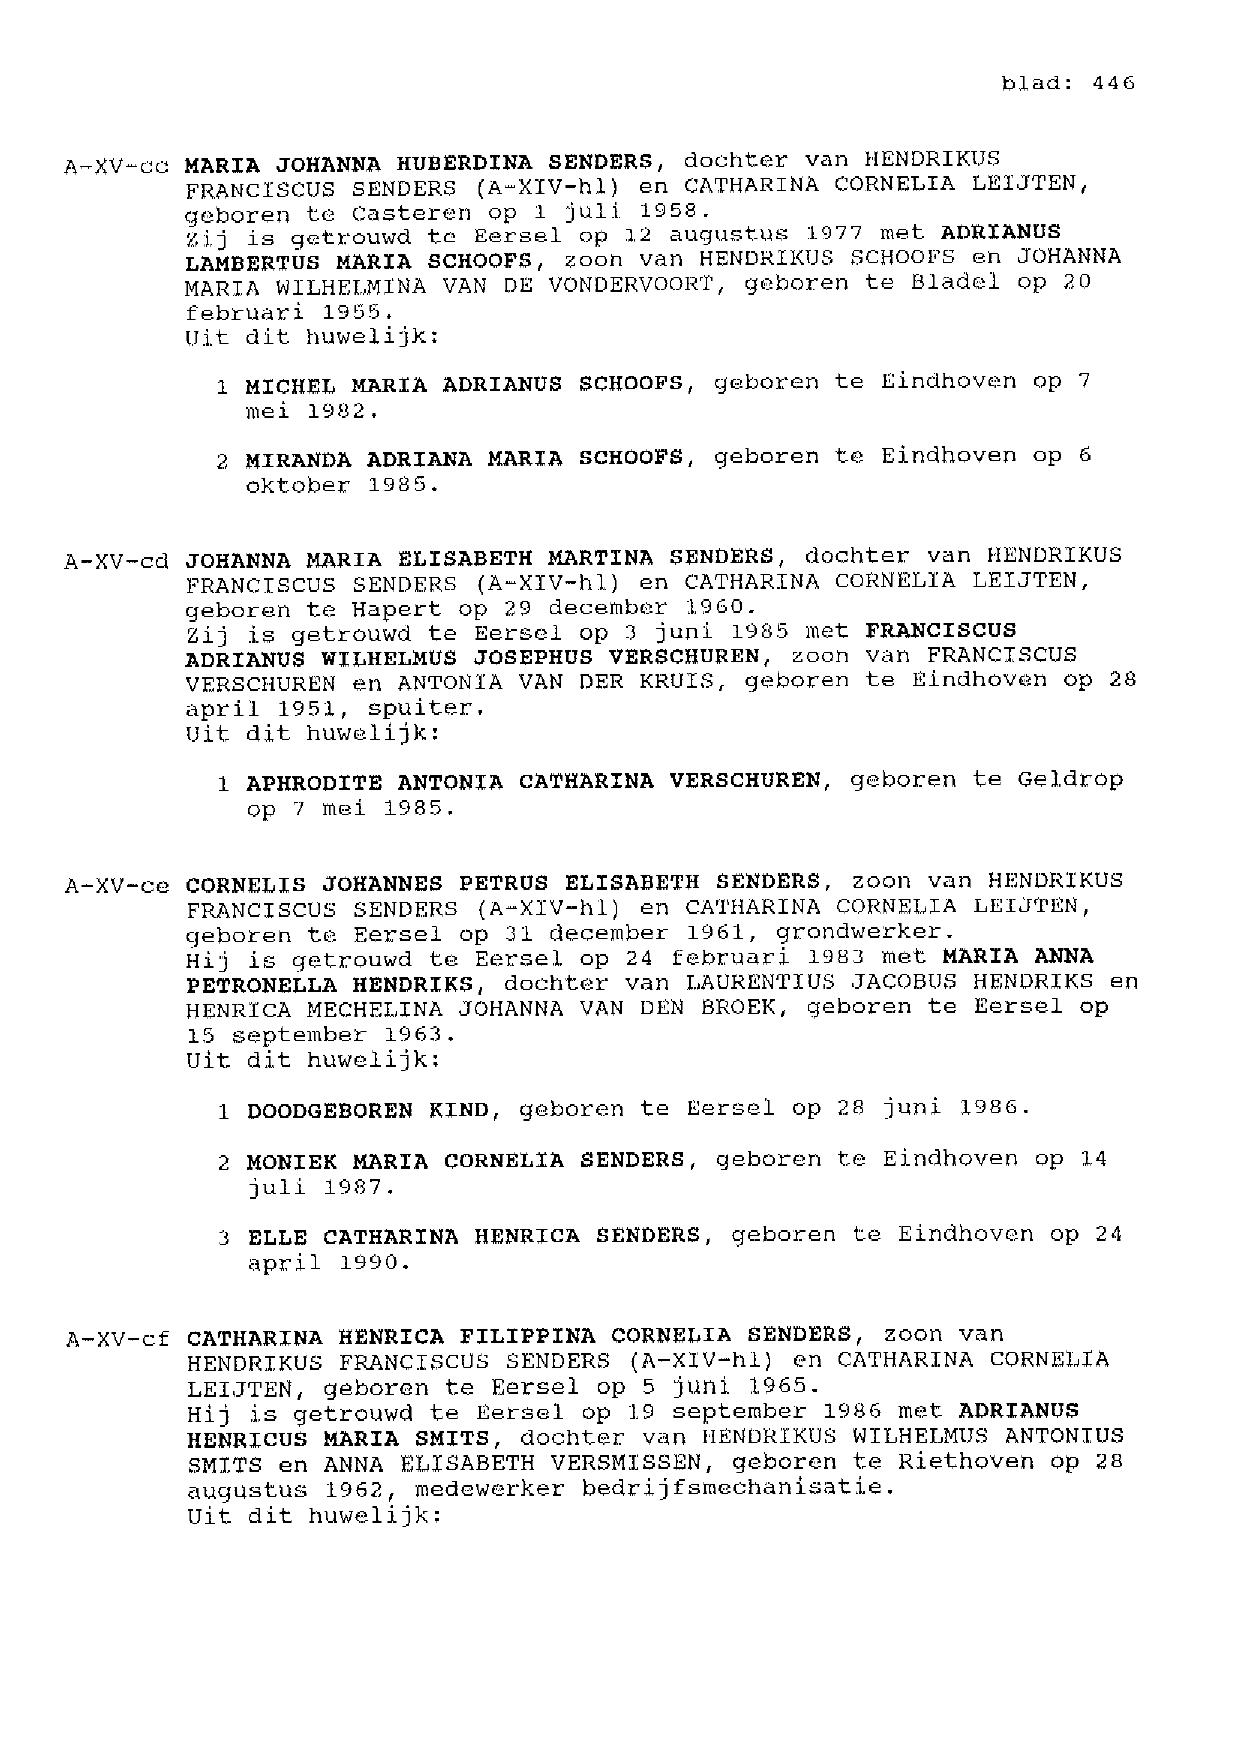 blad: 446
A-XV-cc MARIA JOHANNA HUBERDINA SENDERS, dochter van HENDRIKUS
FRANCISCUS SENDERS (A-XIV-hl) en CATHARINA CORNELIA LEIJTEN,
geboren te Casteren op 1 juli 1958.
Zij is getrouwd te Eersel op 12 augustus 1977 met ADRIANUS
LAMBERTUS MARIA SCHOOFS, zoon van HENDRIKUS SCHOOFS en JOHANNA
MARIA WILHELMINA VAN DE VONDERVOORT, geboren te Bladel op 20
februari 1955.
Uit dit huwelijk:
1 MICHEL MARIA ADRIANUS SCHOOFS, geboren te Eindhoven op 7
mei 1982.
2 MIRANDA ADRIANA MARIA SCHOOFS, geboren te Eindhoven op 6
oktober 1985.
A-XV-cd JOHANNA MARIA ELISABETH MARTINA SENDERS, dochter van HENDRIKUS
FRANCISCUS SENDERS (A-XIV-hl) en CATHARINA CORNELIA LEIJTEN,
geboren te Hapert op 29 december 1960.
Zij is getrouwd te Eersel op 3 juni 1985 met FRANCISCUS
ADRIANUS WILHELMUS JOSEPHUS VERSCHUREN, zoon van FRANCISCUS
VERSCHUREN en ANTONIA VAN DER KRUIS, geboren te Eindhoven op 28
april 1951, spuiter.
Uit dit huwelijk:
1 APHRODITE ANTONIA CATHARINA VERSCHUREN, geboren te Geldrop
op 7 mei 1985.
A-XV-ce CORNELIS JOHANNES PETRUS ELISABETH SENDERS, zoon van HENDRIKUS
FRANCISCUS SENDERS (A-XIV-hl) en CATHARINA CORNELIA LEIJTEN,
geboren te Eersel op 31 december 1961, grondwerker.
Hij is getrouwd te Eersel op 24 februari 1983 met MARIA ANNA
PETRONELLA HENDRIKS, dochter van LAURENTIUS JACOBUS HENDRIKS en
HENRICA MECHELINA JOHANNA VAN DEN BROEK, geboren te Eersel op
15 september 1963.
Uit dit huwelijk:
1 DOODGEBOREN KIND, geboren te Eersel op 28 juni 1986.
2 MONIEK MARIA CORNELIA SENDERS, geboren te Eindhoven op 14
juli 1987.
3 ELLE CATHARINA HENRICA SENDERS, geboren te Eindhoven op 24
april 1990.
A-XV-cf CATHARINA HENRICA FILIPPINA CORNELIA SENDERS, zoon van
HENDRIKUS FRANCISCUS SENDERS (A-XIV-hl) en CATHARINA CORNELIA
LEIJTEN, geboren te Eersel op 5 juni 1965.
Hij is getrouwd te Eersel op 19 september 1986 met ADRIANUS
HENRICUS MARIA SMITS, dochter van HENDRIKUS WILHELMUS ANTONIUS
SMITS en ANNA ELISABETH VERSMISSEN, geboren te Riethoven op 28
augustus 1962, medewerker bedrijfsmechanisatie.
Uit dit huwelijk: